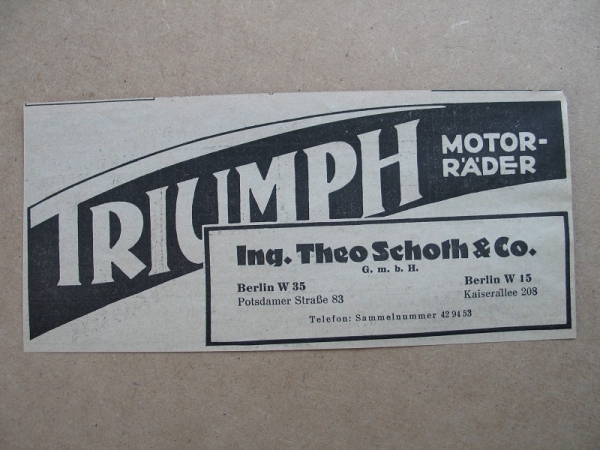 TRIUMPH
MOTOR-
RÄDER
Ing. Theo Schoth & Co.
G. m. b. H.
Berlin W 35
Potsdamer Straße 83
Berlin W 15
Kaiserallee 208
Telefon: Sammelnummer 42 94 53